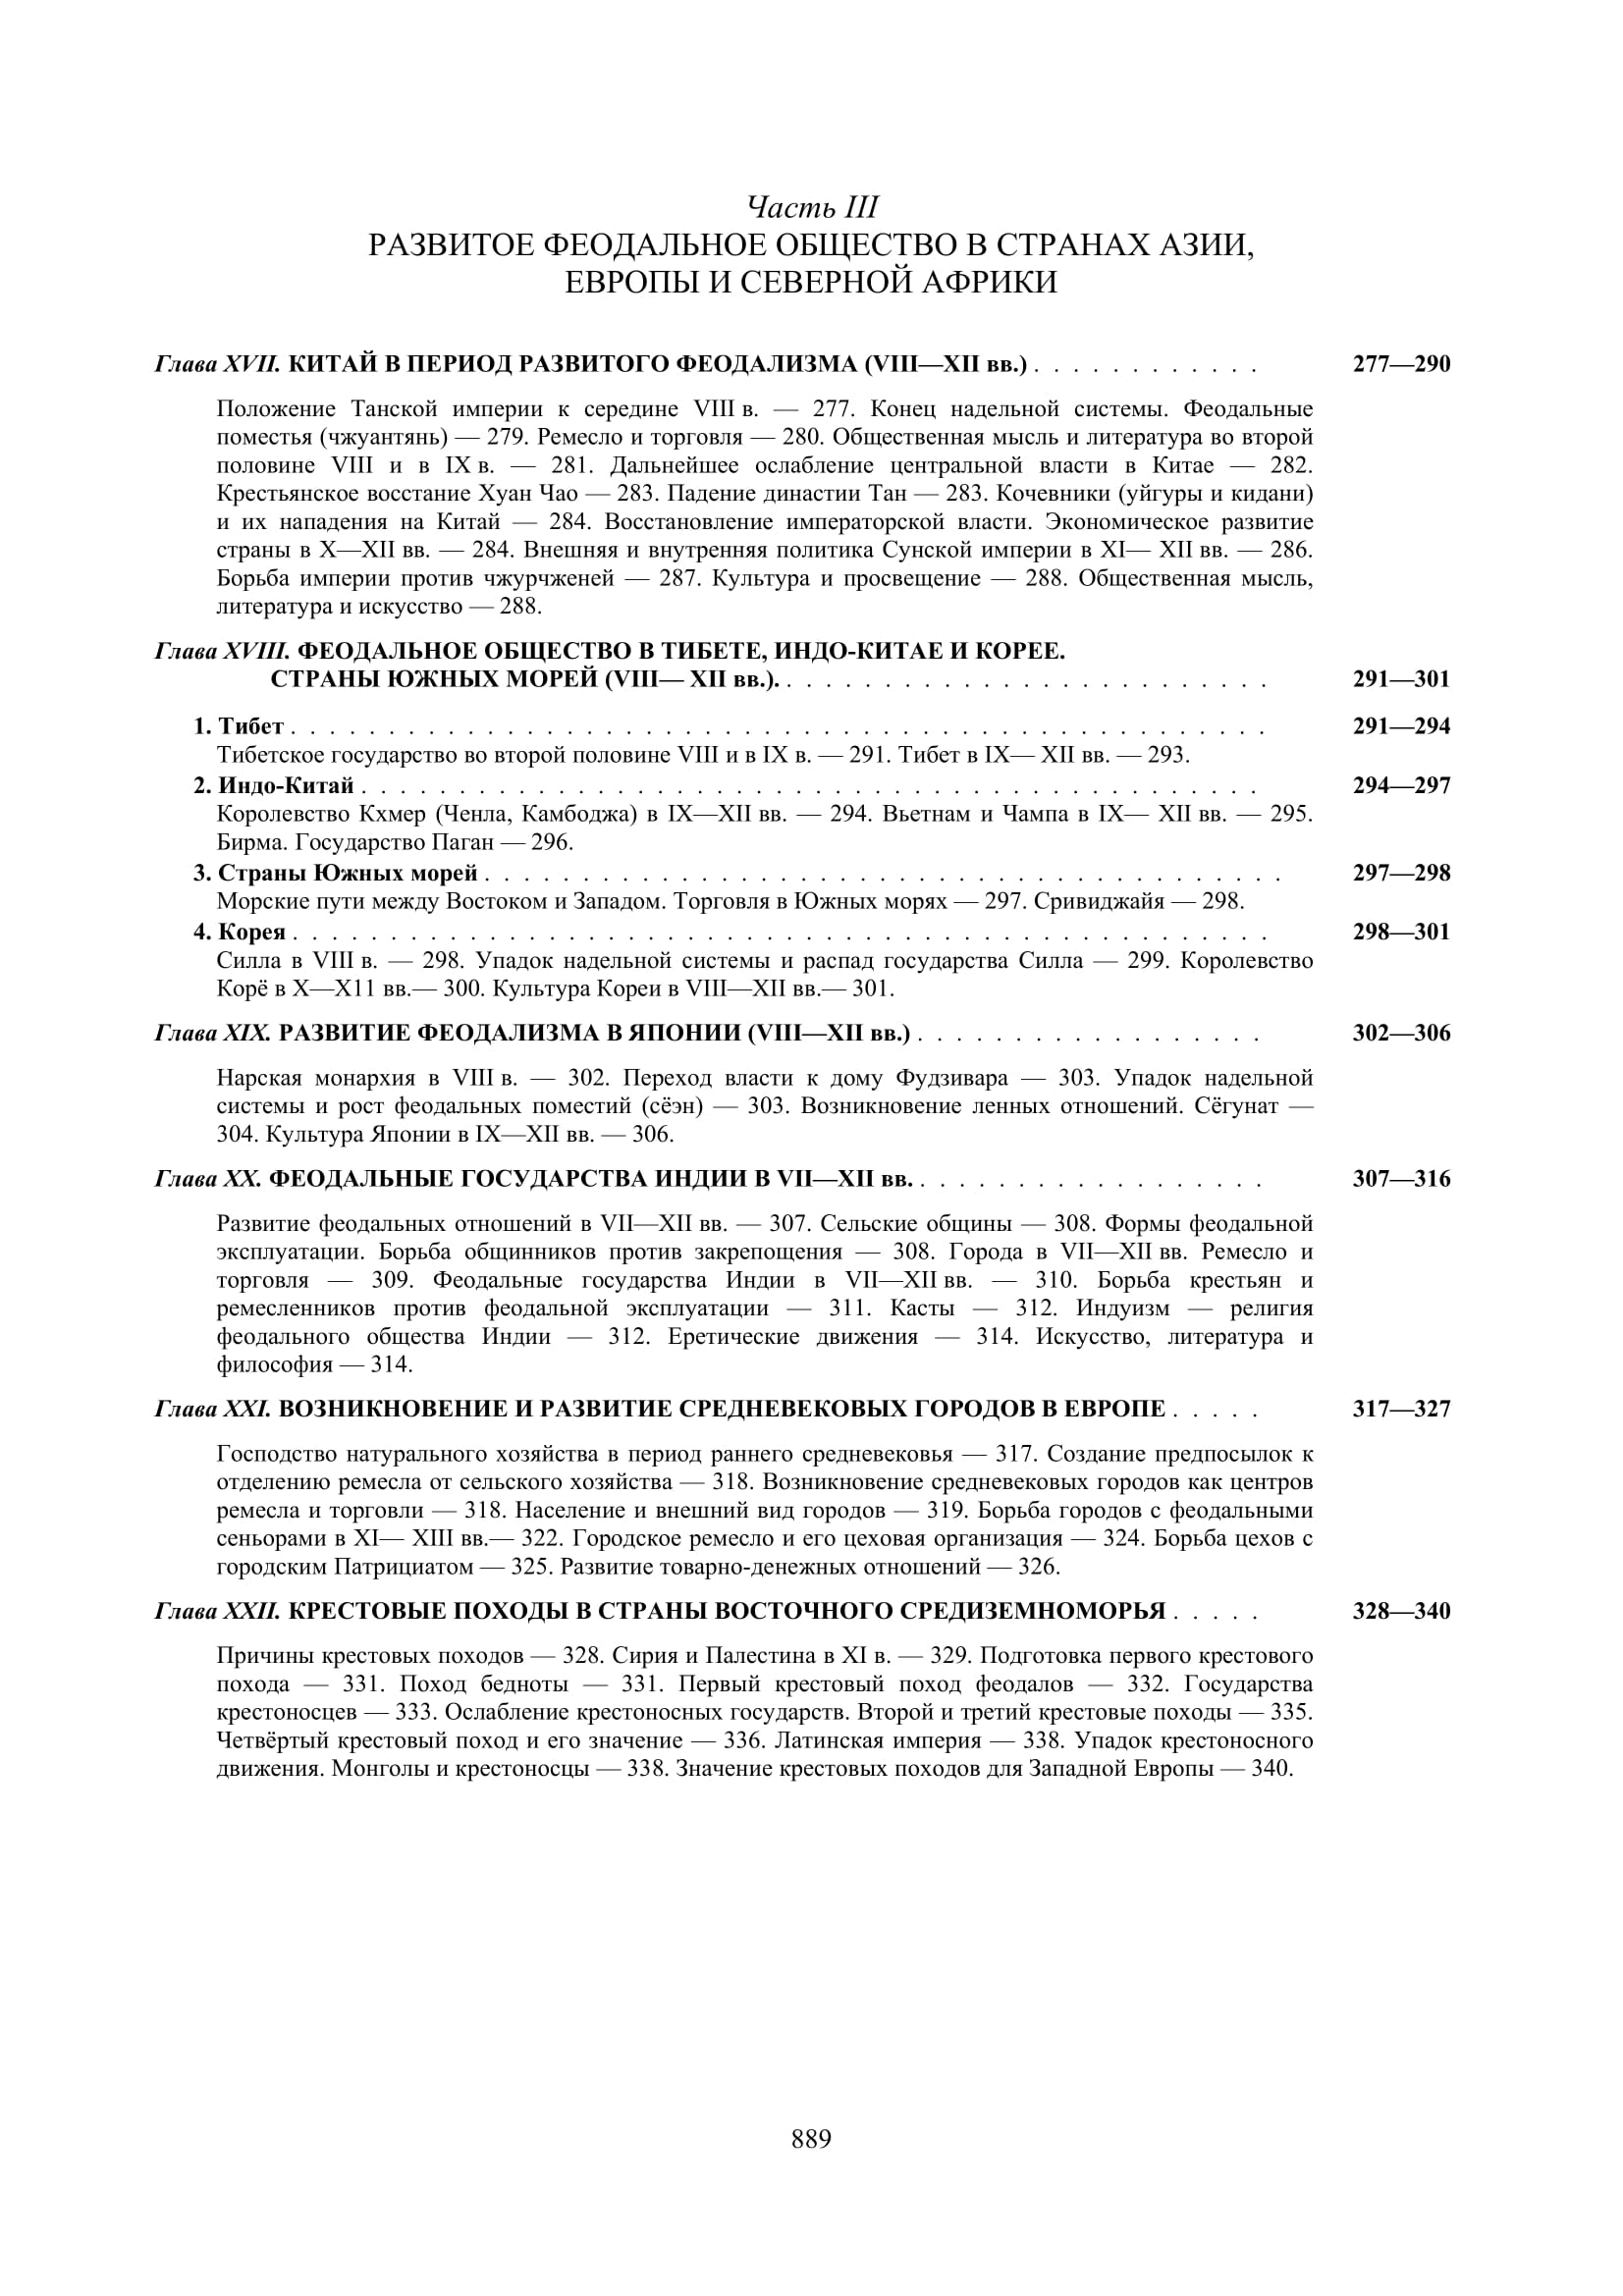 Часть III
РАЗВИТОЕ ФЕОДАЛЬНОЕ ОБЩЕСТВО В СТРАНАХ АЗИИ,
ЕВРОПЫ И СЕВЕРНОЙ АФРИКИ
Глава XVII. КИТАЙ В ПЕРИОД РАЗВИТОГО ФЕОДАЛИЗМА (VIII—XII вв.) . . . . . . . . . . . . 277—290
Положение Танской империи к середине VIII в. — 277. Конец надельной системы. Феодальные
поместья (чжуантянь) — 279. Ремесло и торговля — 280. Общественная мысль и литература во второй
половине VIII и в IX в. — 281. Дальнейшее ослабление центральной власти в Китае — 282.
Крестьянское восстание Хуан Чао — 283. Падение династии Тан — 283. Кочевники (уйгуры и кидани)
и их нападения на Китай — 284. Восстановление императорской власти. Экономическое развитие
страны в X—XII вв. — 284. Внешняя и внутренняя политика Сунской империи в XI— XII вв. — 286.
Борьба империи против чжурчженей — 287. Культура и просвещение — 288. Общественная мысль,
литература и искусство — 288.
Глава XVIII. ФЕОДАЛЬНОЕ ОБЩЕСТВО В ТИБЕТЕ, ИНДО-КИТАЕ И КОРЕЕ.
СТРАНЫ ЮЖНЫХ МОРЕЙ (VIII— XII вв.). . . . . . . . . . . . . . . . . . . . . . . . . . 291—301
1. Тибет . . . . . . . . . . . . . . . . . . . . . . . . . . . . . . . . . . . . . . . . . . . . . . . . . . 291—294
Тибетское государство во второй половине VIII и в IX в. — 291. Тибет в IX— XII вв. — 293.
2. Индо-Китай . . . . . . . . . . . . . . . . . . . . . . . . . . . . . . . . . . . . . . . . . . . . . . 294—297
Королевство Кхмер (Ченла, Камбоджа) в IX—XII вв. — 294. Вьетнам и Чампа в IX— XII вв. — 295.
Бирма. Государство Паган — 296.
3. Страны Южных морей . . . . . . . . . . . . . . . . . . . . . . . . . . . . . . . . . . . . . . . . . 297—298
Морские пути между Востоком и Западом. Торговля в Южных морях — 297. Сривиджайя — 298.
4. Корея . . . . . . . . . . . . . . . . . . . . . . . . . . . . . . . . . . . . . . . . . . . . . . . . . . 298—301
Силла в VIII в. — 298. Упадок надельной системы и распад государства Силла — 299. Королевство
Корё в X—X11 вв.— 300. Культура Кореи в VIII—XII вв.— 301.
Глава XIX. РАЗВИТИЕ ФЕОДАЛИЗМА В ЯПОНИИ (VIII—XII вв.) . . . . . . . . . . . . . . . . . . 302—306
Нарская монархия в VIII в. — 302. Переход власти к дому Фудзивара — 303. Упадок надельной
системы и рост феодальных поместий (сёэн) — 303. Возникновение ленных отношений. Сёгунат —
304. Культура Японии в IX—XII вв. — 306.
Глава XX. ФЕОДАЛЬНЫЕ ГОСУДАРСТВА ИНДИИ В VII—XII вв. . . . . . . . . . . . . . . . . . . 307—316
Развитие феодальных отношений в VII—XII вв. — 307. Сельские общины — 308. Формы феодальной
эксплуатации. Борьба общинников против закрепощения — 308. Города в VII—XII вв. Ремесло и
торговля — 309. Феодальные государства Индии в VII—XII вв. — 310. Борьба крестьян и
ремесленников против феодальной эксплуатации — 311. Касты — 312. Индуизм — религия
феодального общества Индии — 312. Еретические движения — 314. Искусство, литература и
философия — 314.
Глава XXI. ВОЗНИКНОВЕНИЕ И РАЗВИТИЕ СРЕДНЕВЕКОВЫХ ГОРОДОВ В ЕВРОПЕ . . . . . 317—327
Господство натурального хозяйства в период раннего средневековья — 317. Создание предпосылок к
отделению ремесла от сельского хозяйства — 318. Возникновение средневековых городов как центров
ремесла и торговли — 318. Население и внешний вид городов — 319. Борьба городов с феодальными
сеньорами в XI— XIII вв.— 322. Городское ремесло и его цеховая организация — 324. Борьба цехов с
городским Патрициатом — 325. Развитие товарно-денежных отношений — 326.
Глава XXII. КРЕСТОВЫЕ ПОХОДЫ В СТРАНЫ ВОСТОЧНОГО СРЕДИЗЕМНОМОРЬЯ . . . . . 328—340
Причины крестовых походов — 328. Сирия и Палестина в XI в. — 329. Подготовка первого крестового
похода — 331. Поход бедноты — 331. Первый крестовый поход феодалов — 332. Государства
крестоносцев — 333. Ослабление крестоносных государств. Второй и третий крестовые походы — 335.
Четвёртый крестовый поход и его значение — 336. Латинская империя — 338. Упадок крестоносного
движения. Монголы и крестоносцы — 338. Значение крестовых походов для Западной Европы — 340.
889